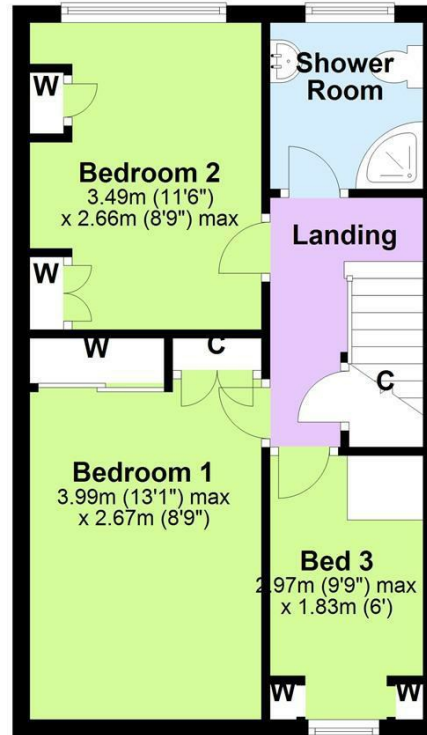 Shower
Room
W
Bedroom 2
3.49m (11'6")
x 2.66m (8'9") max
Landing
W
W
C
C
Bedroom 1
3.99m (13'1") max
x 2.67m (8'9")
Bed 3
2.97m (9'9") max
x 1.83m (6')
W
W